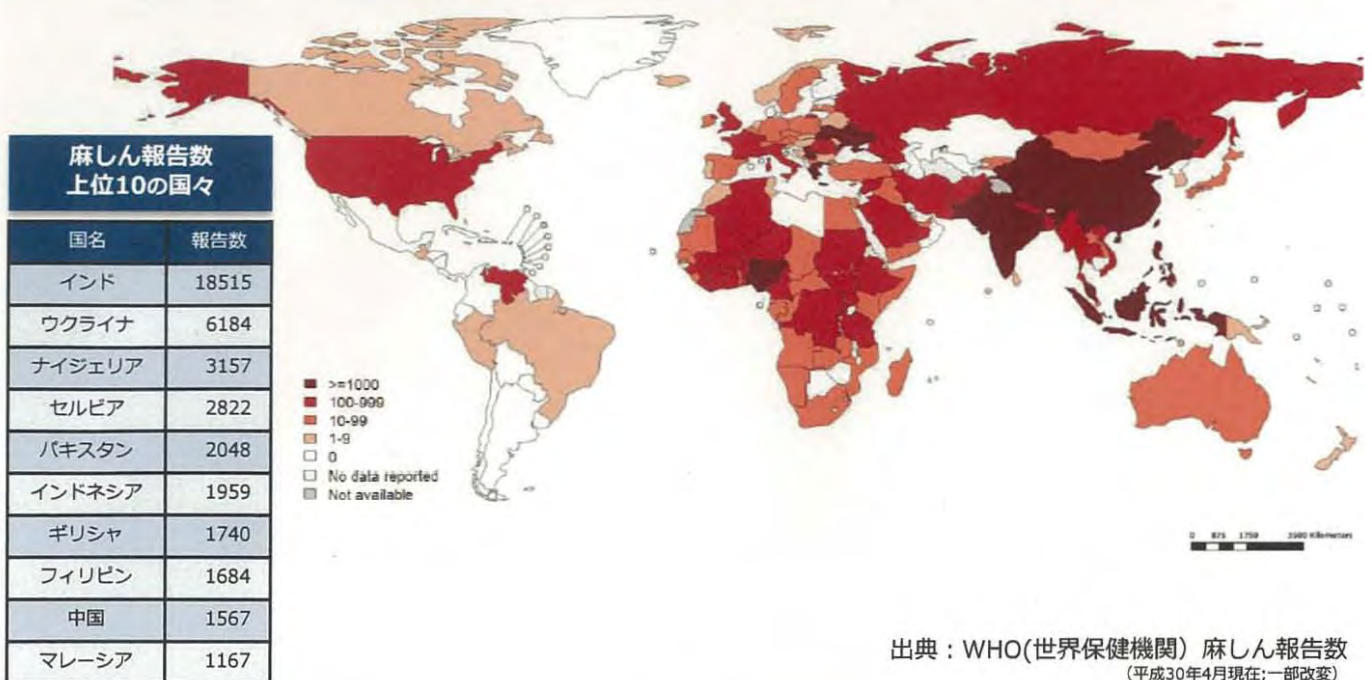 麻しん報告数
上位10の国々
国名 報告数
インド 18515
ウクライナ 6184
ナイジェリア 3157
セルビア 2822
パキスタン 2048
インドネシア 1959
ギリシャ 1740
フィリピン 1684
中国 1567
マレーシア 1167
>=1000
100-999
10-99
1-9
0
No data reported
Not available
0 875 1750 3500 Kilometers
出典：WHO(世界保健機関）麻しん報告数
（平成30年4月現在;一部改変）